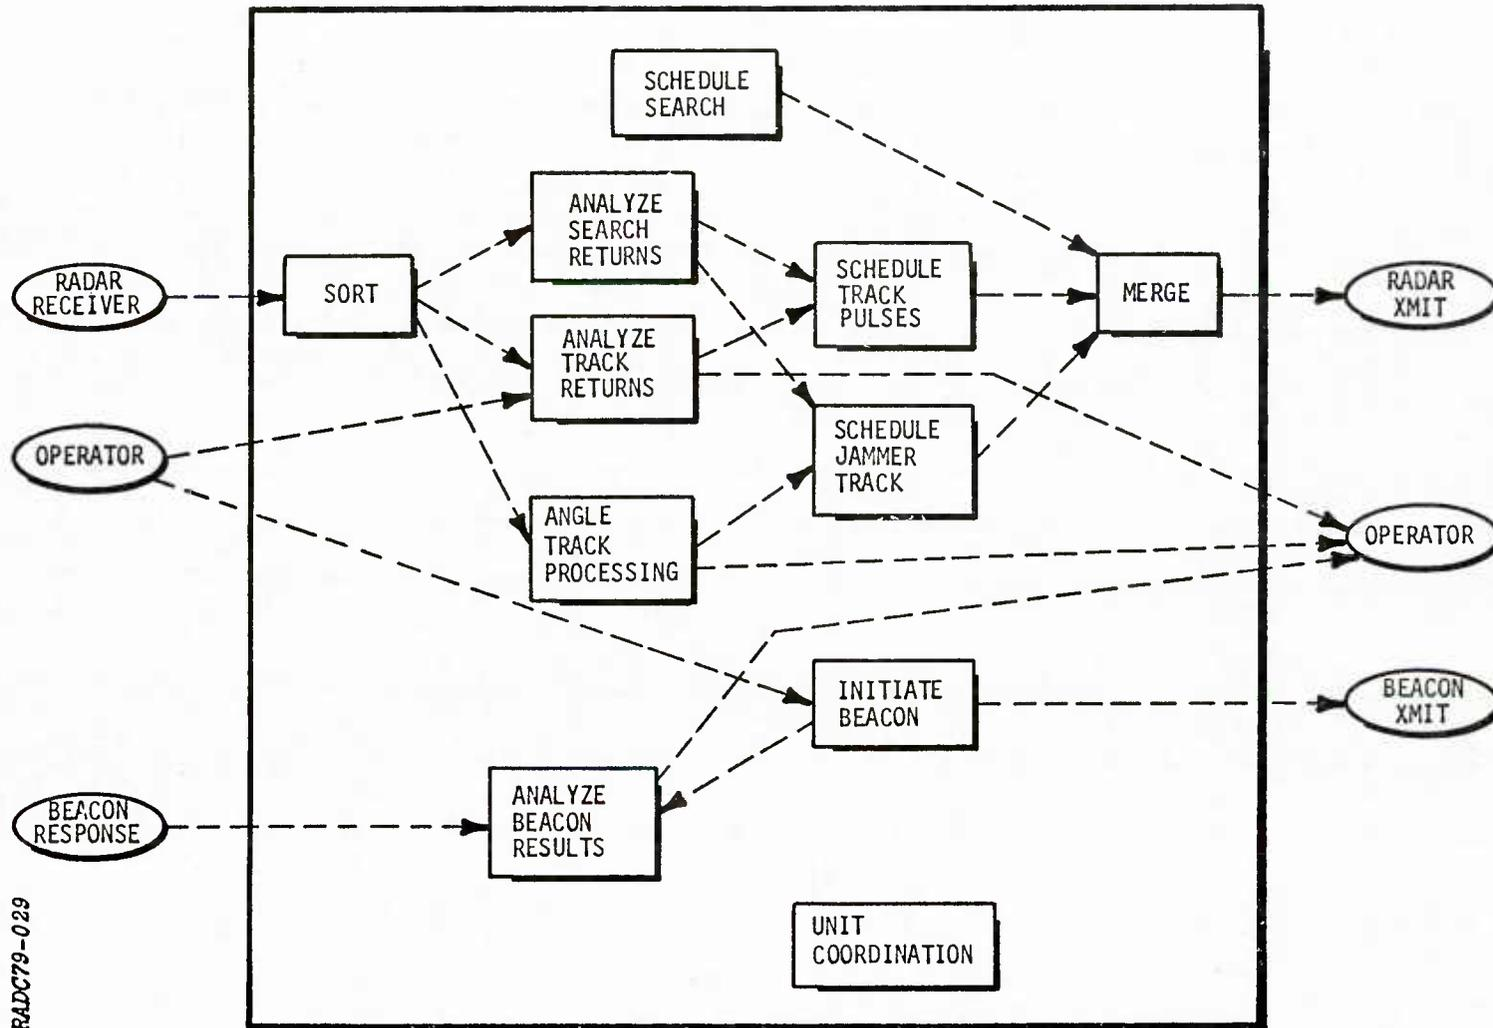 SCHEDULE
SEARCH
ANALYZE
SEARCH
RETURNS
RADAR
RECEIVER
SORT
SCHEDULE
TRACK
PULSES
MERGE
RADAR
XMIT
ANALYZE
TRACK
RETURNS
OPERATOR
SCHEDULE
JAMMER
TRACK
ANGLE
TRACK
PROCESSING
OPERATOR
INITIATE
BEACON
BEACON
XMIT
BEACON
RESPONSE
ANALYZE
BEACON
RESULTS
UNIT
COORDINATION
RADC79-029